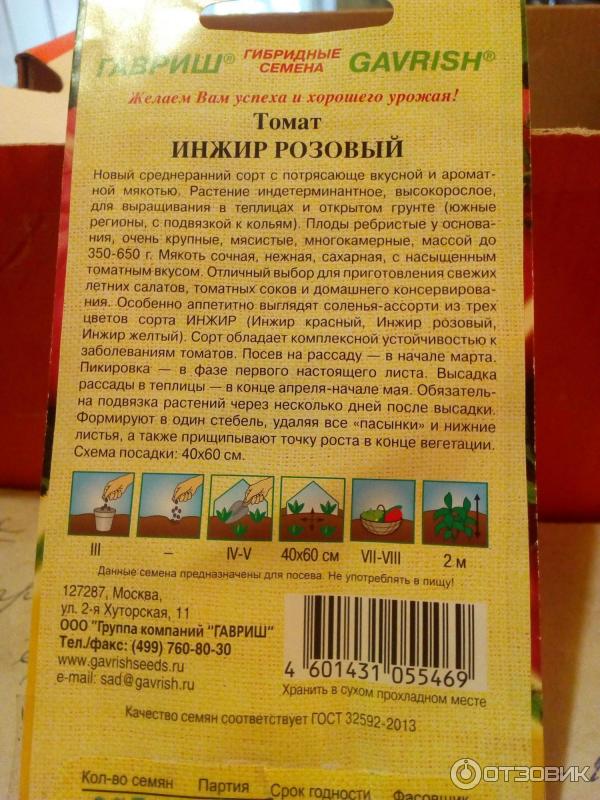 ГАВРИШ® ГИБРИДНЫЕ СЕМЕНА GAVRISH®
Желаем Вам успеха и хорошего урожая!
Томат
ИНЖИР РОЗОВЫЙ
Новый среднеранний сорт с потрясающе вкусной и аромат-
ной мякотью. Растение индетерминантное, высокорослое,
для выращивания в теплицах и открытом грунте (южные
регионы, с подвязкой к кольям). Плоды ребристые у основа-
ния, очень крупные, мясистые, многокамерные, массой до
350-650 г. Мякоть сочная, нежная, сахарная, с насыщенным
томатным вкусом. Отличный выбор для приготовления свежих
летних салатов, томатных соков и домашнего консервирова-
ния. Особенно аппетитно выглядят соленья-ассорти из трех
цветов сорта ИНЖИР (Инжир красный, Инжир розовый,
Инжир желтый). Сорт обладает комплексной устойчивостью к
заболеваниям томатов. Посев на рассаду — в начале марта.
Пикировка — в фазе первого настоящего листа. Высадка
рассады в теплицы — в конце апреля-начале мая. Обязатель-
на подвязка растений через несколько дней после высадки.
Формируют в один стебель, удаляя все «пасынки» и нижние
листья, а также прищипывают точку роста в конце вегетации.
Схема посадки: 40x60 см.
III – IV-V 40x60 см VII-VIII 2 м
Данные семена предназначены для посева. Не употреблять в пищу!
127287, Москва,
ул. 2-я Хуторская, 11
ООО "Группа компаний "ГАВРИШ"
Тел./факс: (499) 760-80-30
www.gavrishseeds.ru
e-mail: sad@gavrish.ru
4 601431 055469
Хранить в сухом прохладном месте
Качество семян соответствует ГОСТ 32592-2013
Кол-во семян Партия Срок годности Фасовщик
ОТЗОВИК